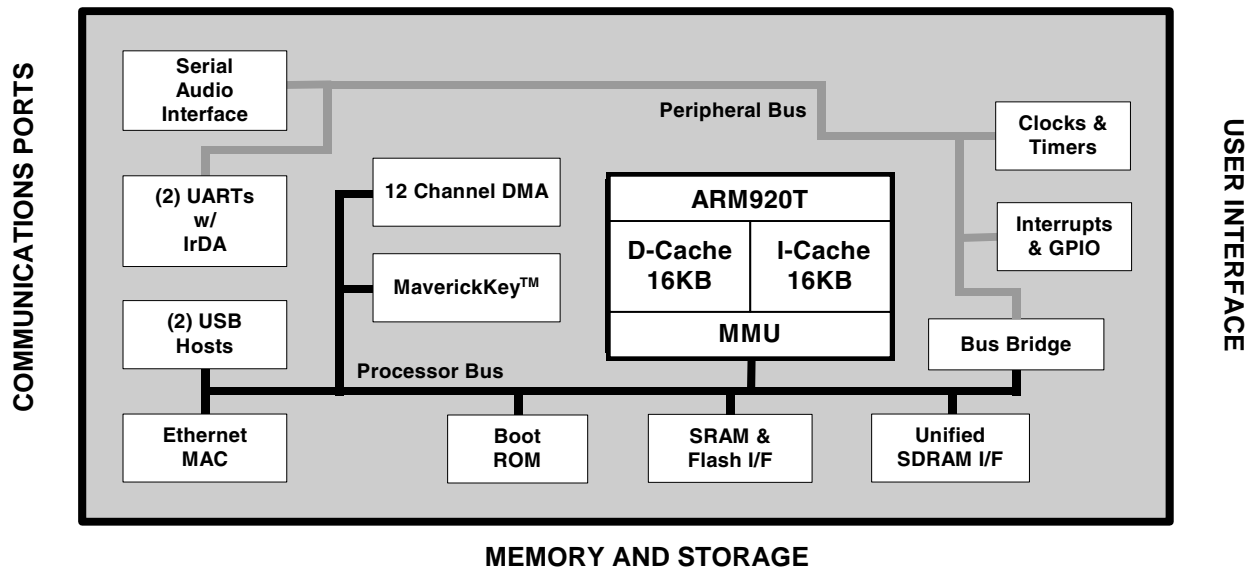 COMMUNICATIONS PORTS
Serial
Audio
Interface
Peripheral Bus
Clocks &
Timers
(2) UARTs
w/
IrDA
12 Channel DMA
ARM920T
D-Cache
16KB
I-Cache
16KB
MMU
Interrupts
& GPIO
MaverickKey™
(2) USB
Hosts
Bus Bridge
Processor Bus
Ethernet
MAC
Boot
ROM
SRAM &
Flash I/F
Unified
SDRAM I/F
USER INTERFACE
MEMORY AND STORAGE